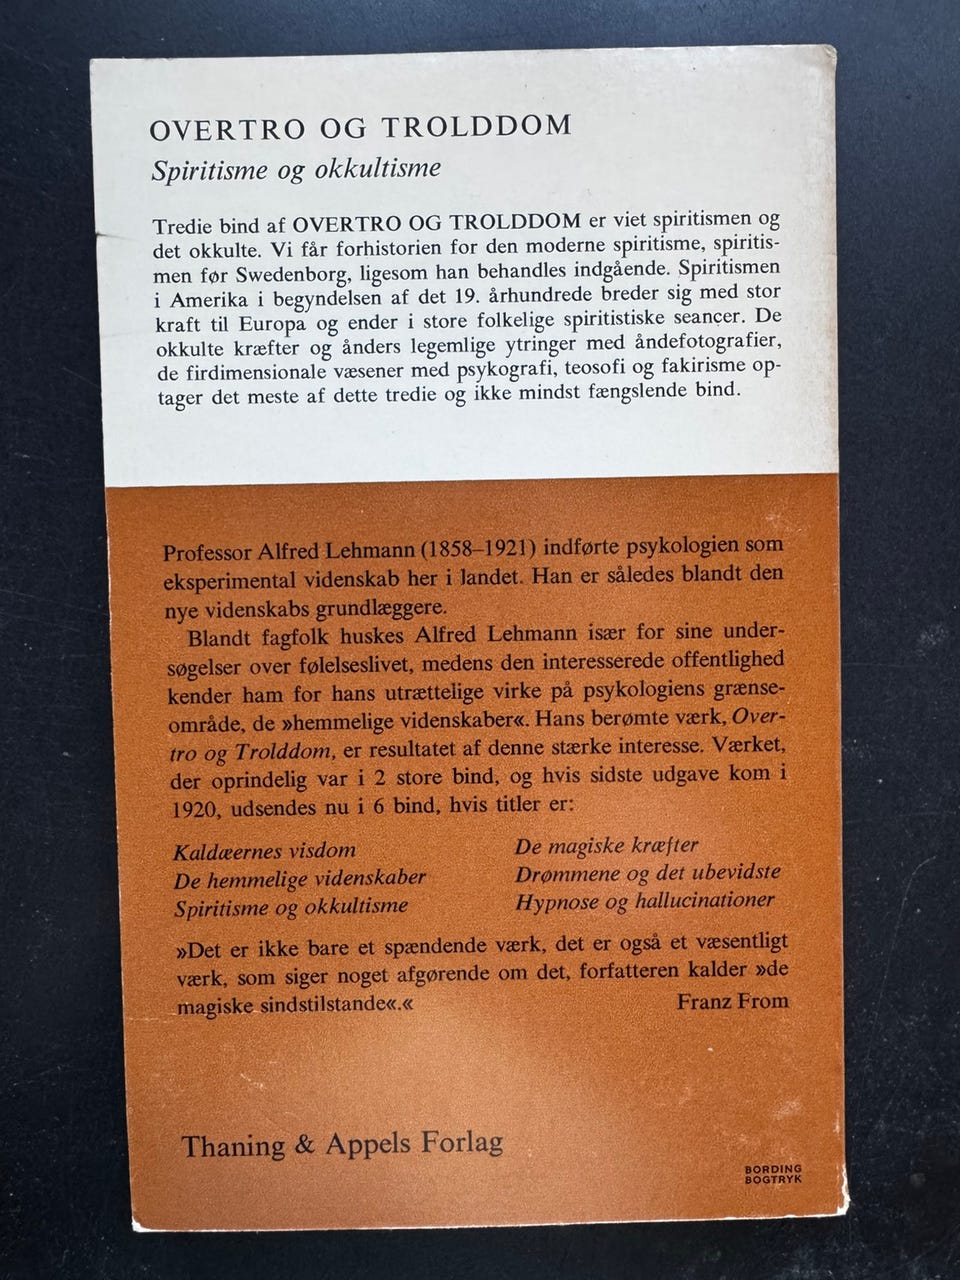 OVERTRO OG TROLDDOM
Spiritisme og okkultisme
Tredie bind af OVERTRO OG TROLDDOM er viet spiritismen og
det okkulte. Vi får forhistorien for den moderne spiritisme, spiritis-
men før Swedenborg, ligesom han behandles indgående. Spiritismen
i Amerika i begyndelsen af det 19. århundrede breder sig med stor
kraft til Europa og ender i store folkelige spiritistiske seancer. De
okkulte kræfter og ånders legemlige ytringer med åndefotografier,
de firdimensionale væsener med psykografi, teosofi og fakirisme op-
tager det meste af dette tredie og ikke mindst fængslende bind.
Professor Alfred Lehmann (1858–1921) indførte psykologien som
eksperimental videnskab her i landet. Han er således blandt den
nye videnskabs grundlæggere.
Blandt fagfolk huskes Alfred Lehmann især for sine under-
søgelser over følelseslivet, medens den interesserede offentlighed
kender ham for hans utrættelige virke på psykologiens grænse-
område, de »hemmelige videnskaber«. Hans berømte værk, Over-
tro og Trolddom, er resultatet af denne stærke interesse. Værket,
der oprindelig var i 2 store bind, og hvis sidste udgave kom i
1920, udsendes nu i 6 bind, hvis titler er:
Kaldæernes visdom
De hemmelige videnskaber
Spiritisme og okkultisme
De magiske kræfter
Drømmene og det ubevidste
Hypnose og hallucinationer
»Det er ikke bare et spændende værk, det er også et væsentligt
værk, som siger noget afgørende om det, forfatteren kalder »de
magiske sindstilstande«.« Franz From
Thaning & Appels Forlag
BORDING
BOGTRYK